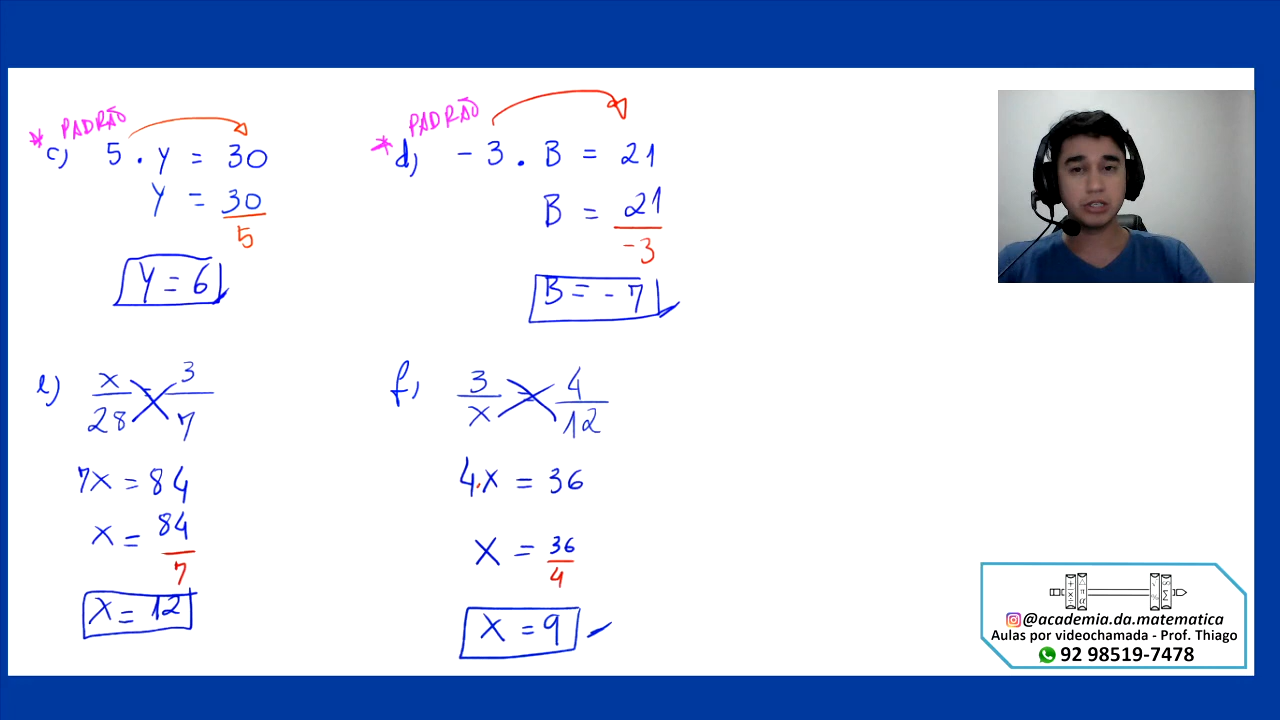 * PADRÃO
c) 5 . y = 30
y = 30/5
y = 6
* PADRÃO
d) - 3 . B = 21
B = 21/-3
B = - 7
e) x/28 = 3/7
7x = 84
x = 84/7
x = 12
f) 3/x = 4/12
4.x = 36
x = 36/4
x = 9
@academia.da.matematica
Aulas por videochamada - Prof. Thiago
92 98519-7478